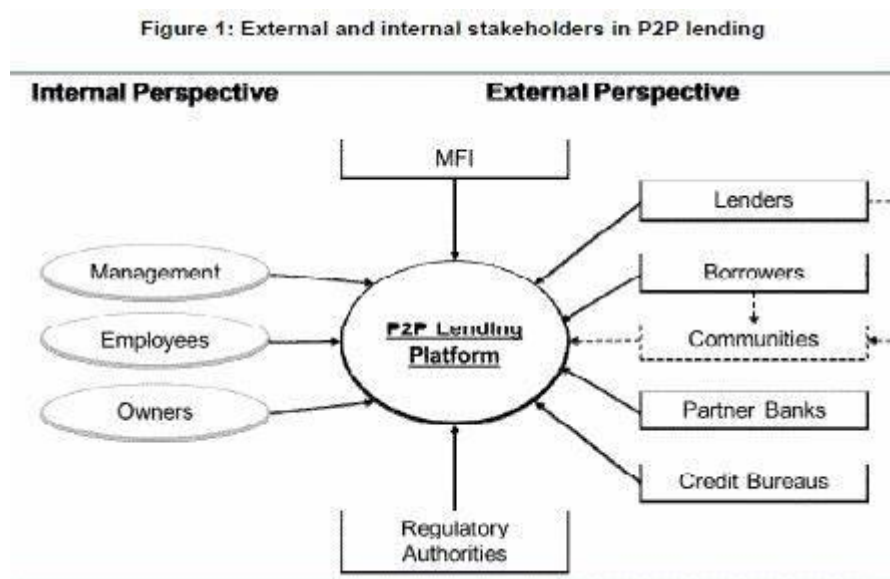 Figure 1: External and internal stakeholders in P2P lending
Internal Perspective
External Perspective
MFI
Lenders
Management
Borrowers
P2P Lending
Platform
Employees
Communities
Owners
Partner Banks
Credit Bureaus
Regulatory
Authorities